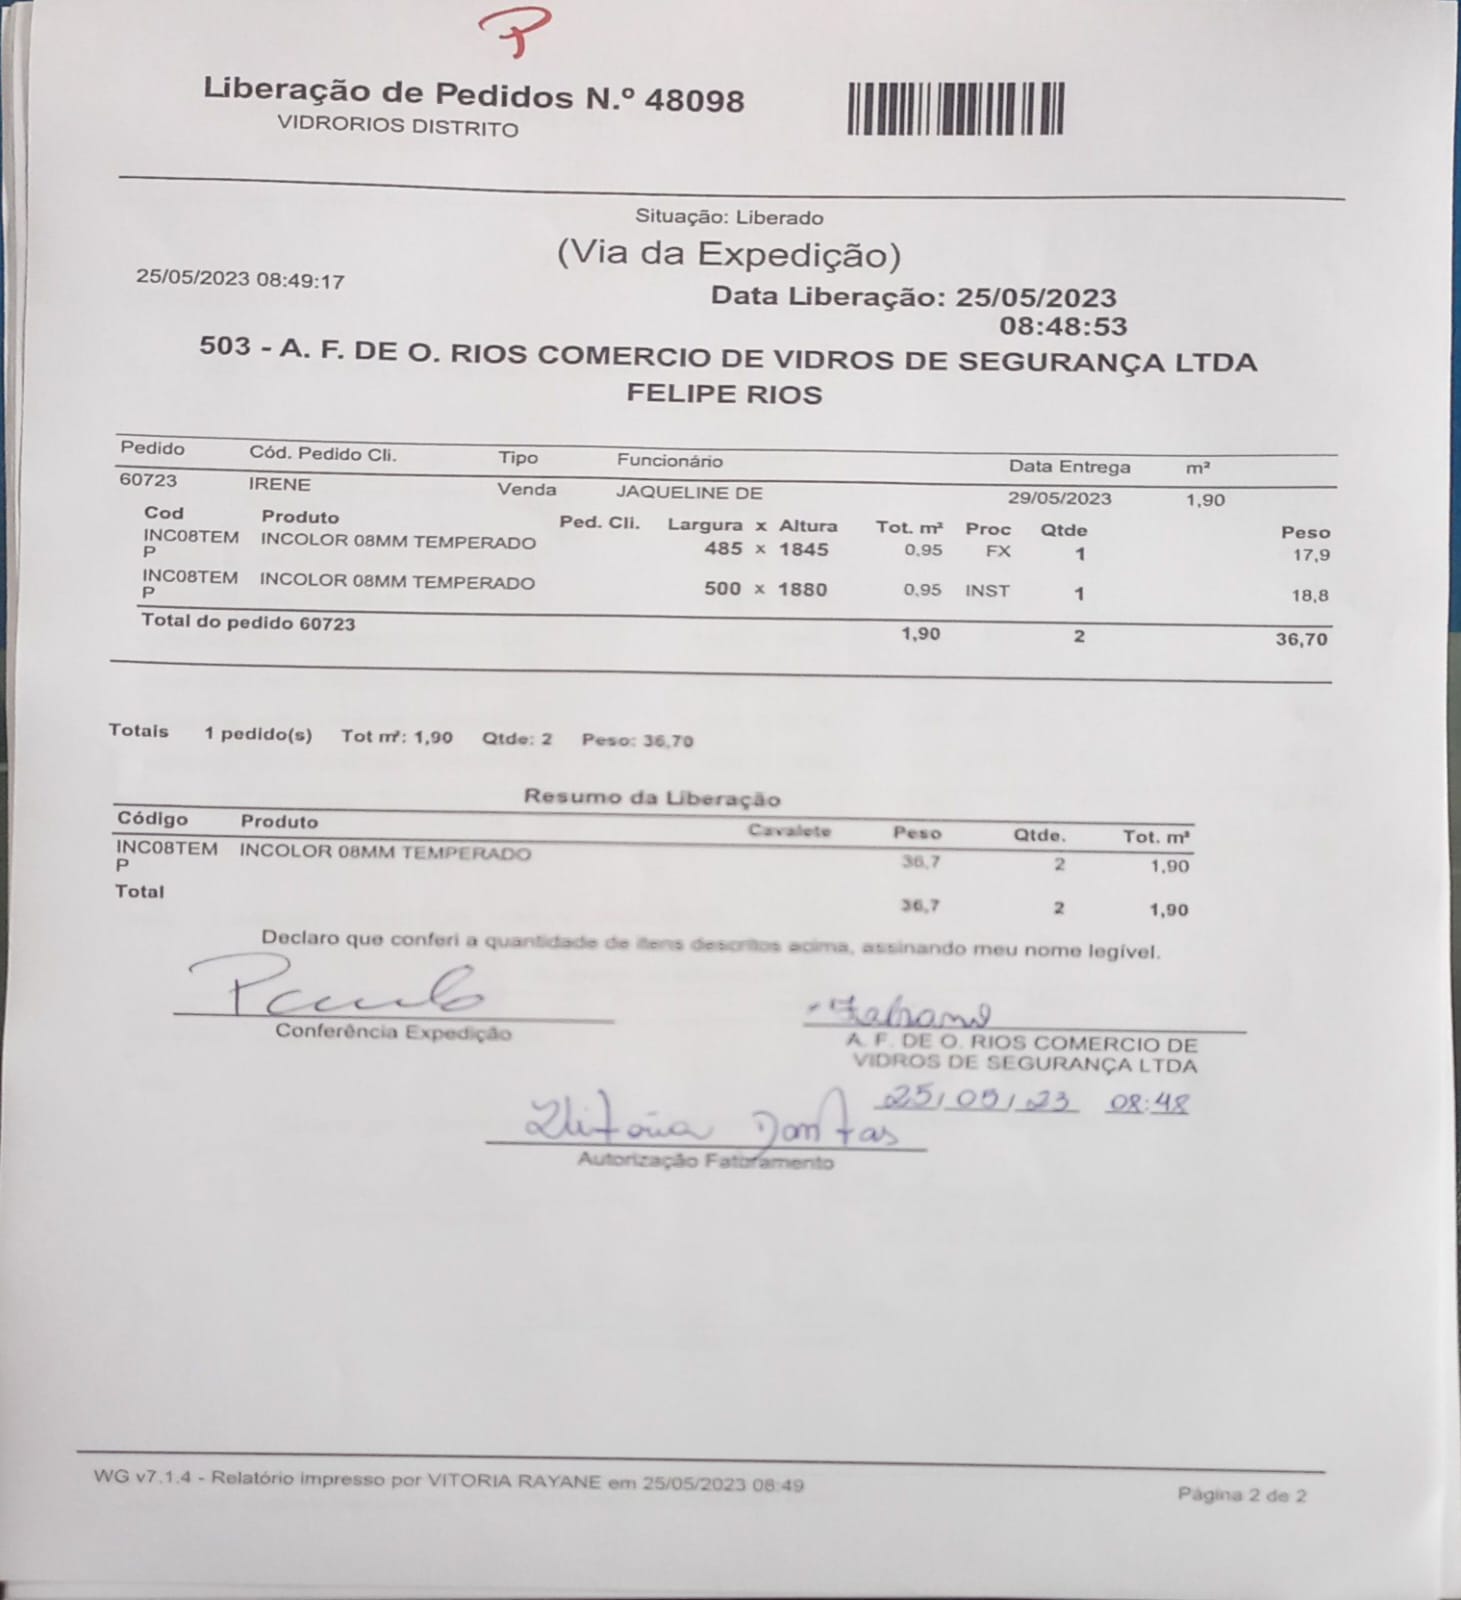 P
Liberação de Pedidos N.º 48098
VIDRORIOS DISTRITO
Situação: Liberado
(Via da Expedição)
25/05/2023 08:49:17
Data Liberação: 25/05/2023
08:48:53
503 - A. F. DE O. RIOS COMERCIO DE VIDROS DE SEGURANÇA LTDA
FELIPE RIOS
Pedido Cód. Pedido Cli. Tipo Funcionário Data Entrega m²
60723 IRENE Venda JAQUELINE DE 29/05/2023 1,90
Cod Produto Ped. Cli. Largura x Altura Tot. m² Proc Qtde Peso
INC08TEM INCOLOR 08MM TEMPERADO 485 x 1845 0,95 FX 1 17,9
P
INC08TEM INCOLOR 08MM TEMPERADO 500 x 1880 0,95 INST 1 18,8
P
Total do pedido 60723 1,90 2 36,70
Totais 1 pedido(s) Tot m²: 1,90 Qtde: 2 Peso: 36,70
Resumo da Liberação
Código Produto Cavalete Peso Qtde. Tot. m²
INC08TEM INCOLOR 08MM TEMPERADO 36,7 2 1,90
P
Total 36,7 2 1,90
Declaro que conferi a quantidade de itens descritos acima, assinando meu nome legível.
Paulo
Conferência Expedição
Fabiano
A. F. DE O. RIOS COMERCIO DE
VIDROS DE SEGURANÇA LTDA
25/05/23 08:48
Vitória Dantas
Autorização Faturamento
WG v7.1.4 - Relatório impresso por VITORIA RAYANE em 25/05/2023 08:49
Página 2 de 2